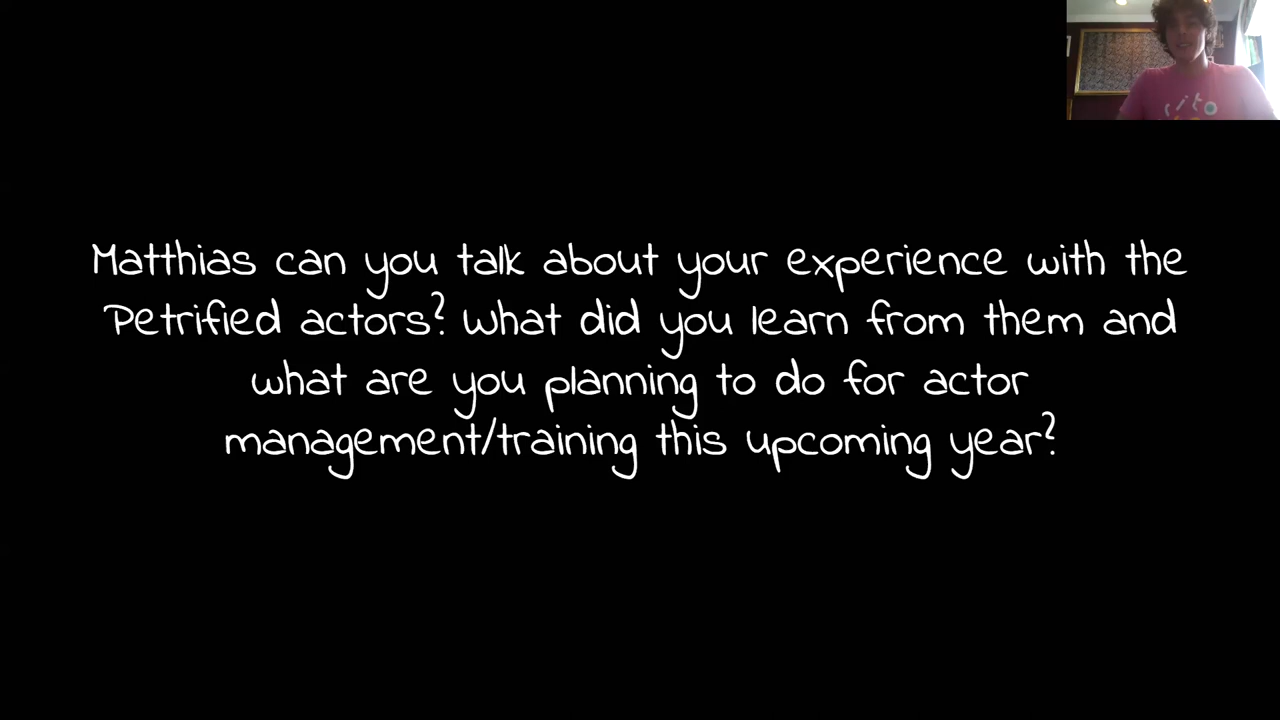 Matthias can you talk about your experience with the
Petrified actors? What did you learn from them and
what are you planning to do for actor
management/training this upcoming year?